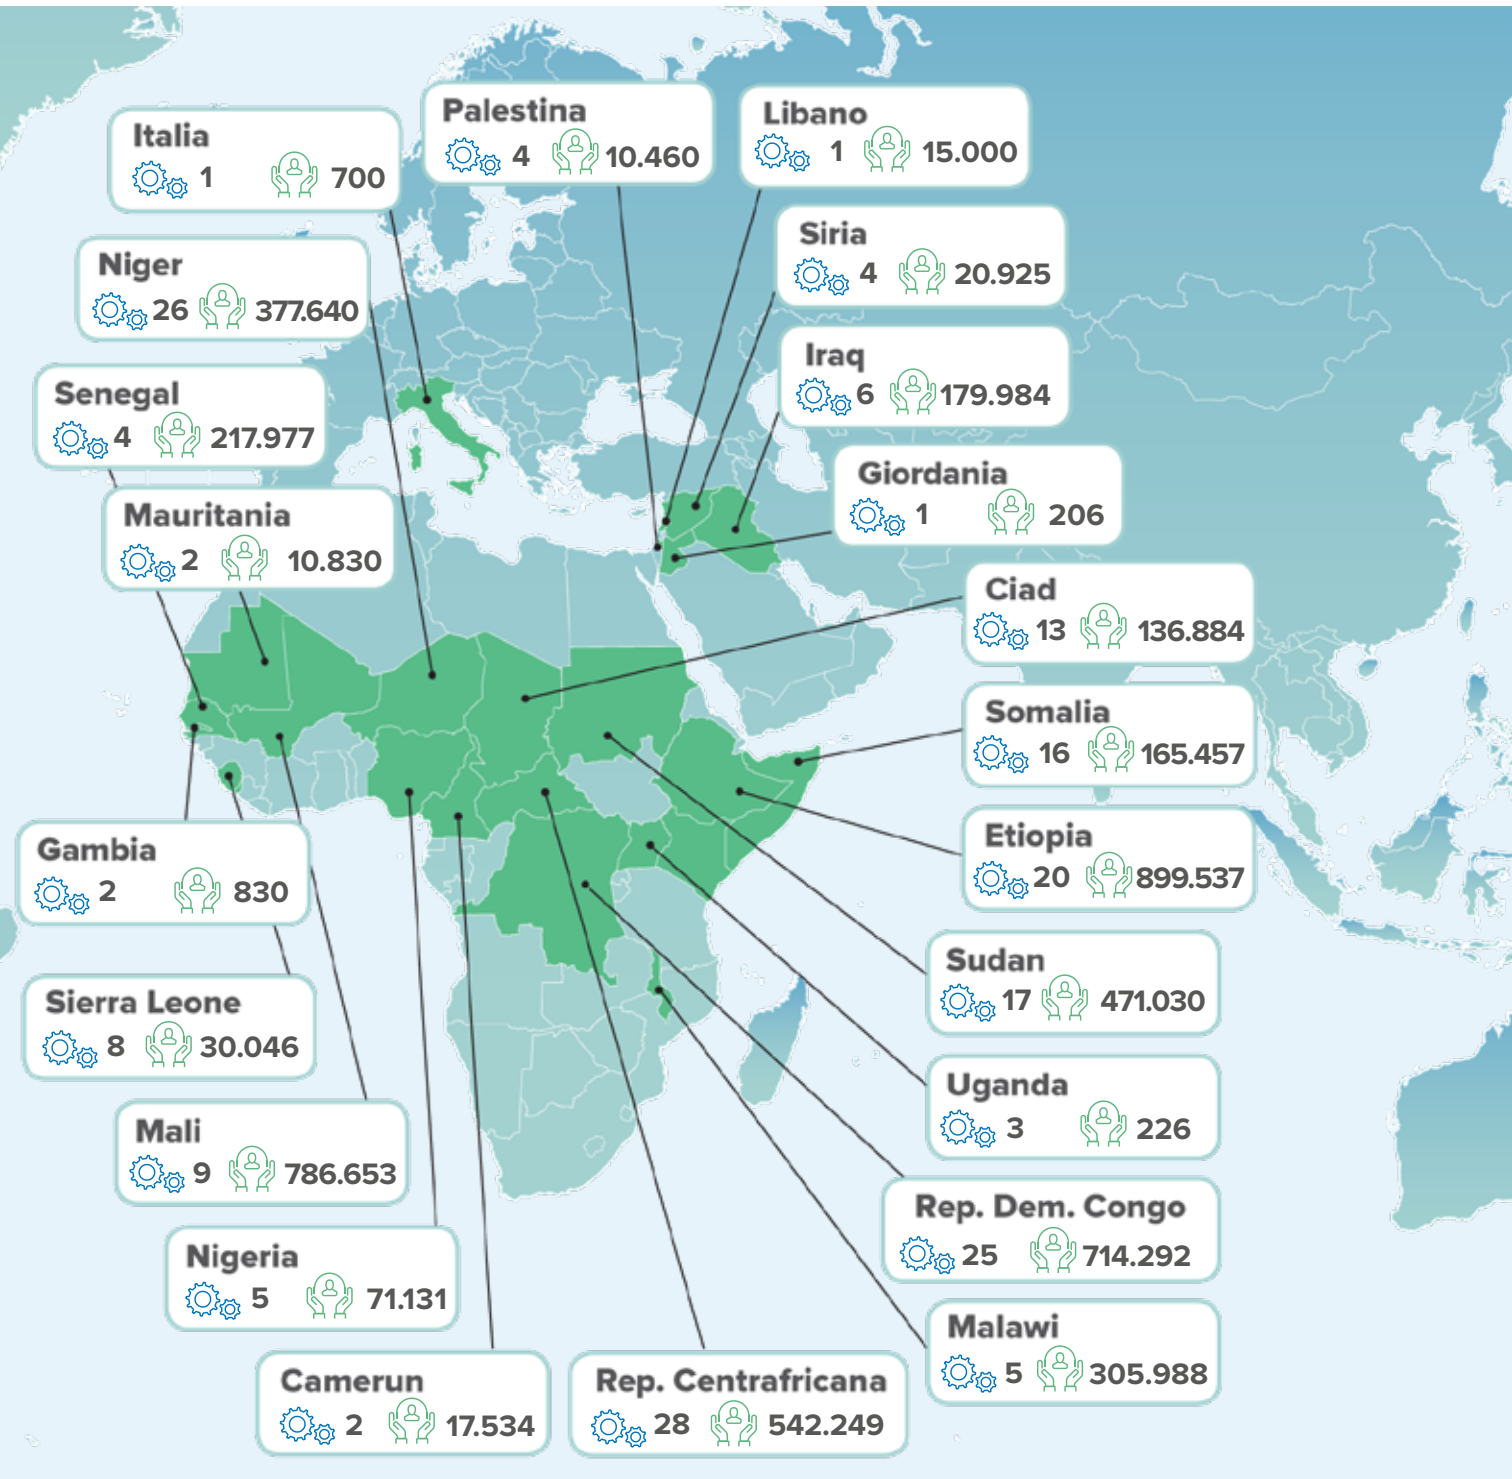 Italia
1 700
Palestina
4 10.460
Libano
1 15.000
Niger
26 377.640
Siria
4 20.925
Senegal
4 217.977
Iraq
6 179.984
Mauritania
2 10.830
Giordania
1 206
Ciad
13 136.884
Somalia
16 165.457
Gambia
2 830
Etiopia
20 899.537
Sierra Leone
8 30.046
Sudan
17 471.030
Mali
9 786.653
Uganda
3 226
Nigeria
5 71.131
Rep. Dem. Congo
25 714.292
Camerun
2 17.534
Rep. Centrafricana
28 542.249
Malawi
5 305.988